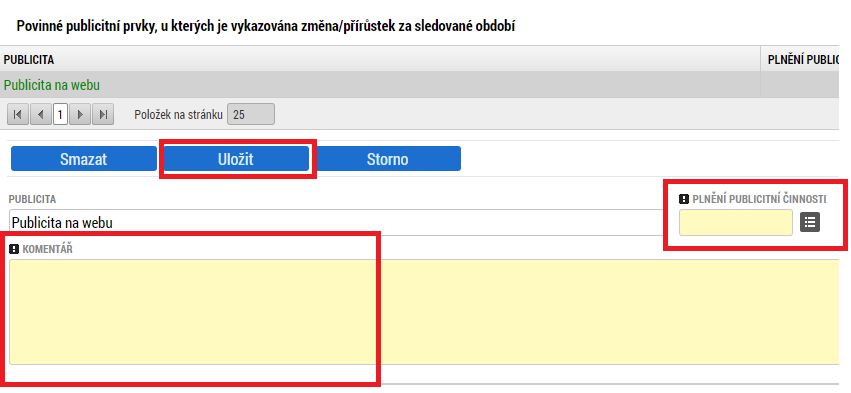 Povinné publicitní prvky, u kterých je vykazována změna/přírůstek za sledované období
PUBLICITA PLNĚNÍ PUBLIC
Publicita na webu
1 Položek na stránku 25
Smazat Uložit Storno
PUBLICITA PLNĚNÍ PUBLICITNÍ ČINNOSTI
Publicita na webu
KOMENTÁŘ